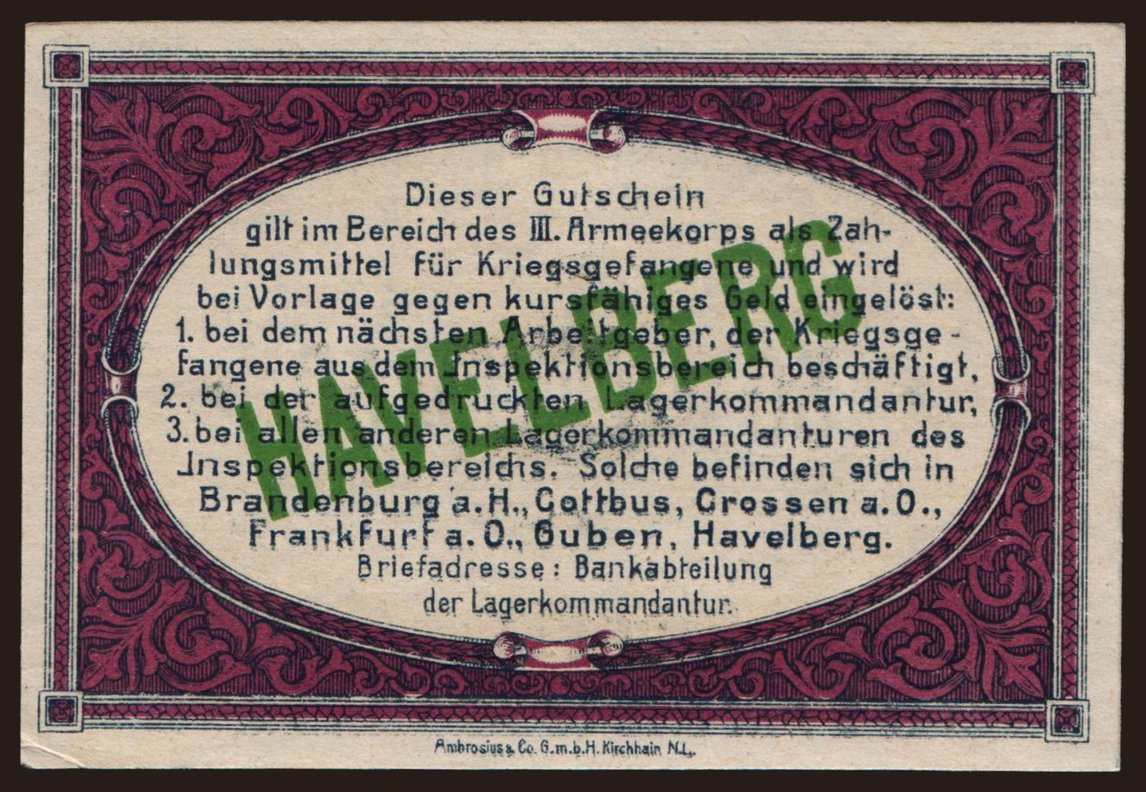 Dieser Gutschein
gilt im Bereich des III. Armeekorps als Zah-
lungsmittel für Kriegsgefangene und wird
bei Vorlage gegen kursfähiges Geld eingelöst:
1. bei dem nächsten Arbeitgeber, der Kriegsge-
fangene aus dem Inspektionsbereich beschäftigt,
2. bei der aufgedruckten Lagerkommandantur,
3. bei allen anderen Lagerkommandanturen des
Inspektionsbereichs. Solche befinden sich in
Brandenburg a. H., Cottbus, Crossen a. O.,
Frankfurt a. O., Guben, Havelberg.
Briefadresse: Bankabteilung
der Lagerkommandantur.
HAVELBERG
Ambrosius & Co. G.m.b.H. Kirchhain N.L.